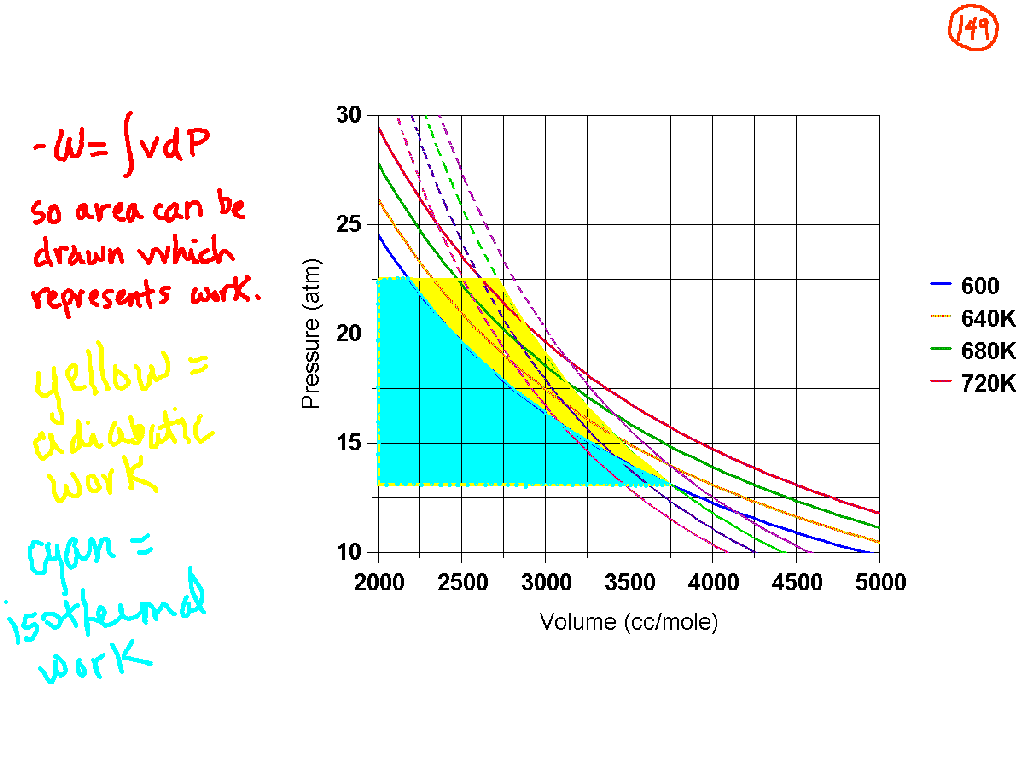 149
-W = ∫vdP
so area can be
drawn which
represents work.
yellow =
adiabatic
work
cyan =
isothermal
work
30
25
20
15
10
Pressure (atm)
2000 2500 3000 3500 4000 4500 5000
Volume (cc/mole)
600
640K
680K
720K